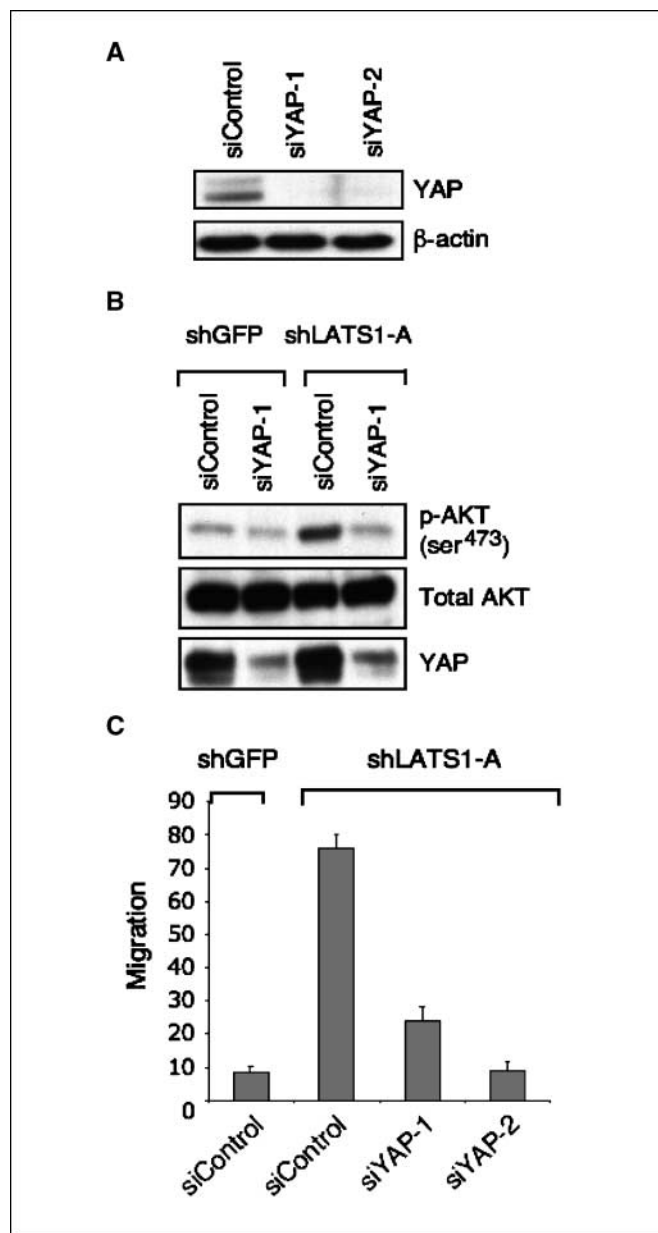 A
siControl
siYAP-1
siYAP-2
YAP
β-actin
B
shGFP
shLATS1-A
siControl
siYAP-1
siControl
siYAP-1
p-AKT
(ser473)
Total AKT
YAP
C
shGFP
shLATS1-A
90
80
70
60
50
40
30
20
10
0
Migration
siControl
siControl
siYAP-1
siYAP-2